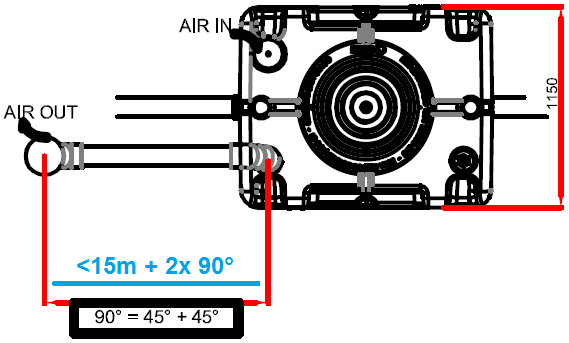 AIR IN
AIR OUT
1150
<15m + 2x 90°
90° = 45° + 45°